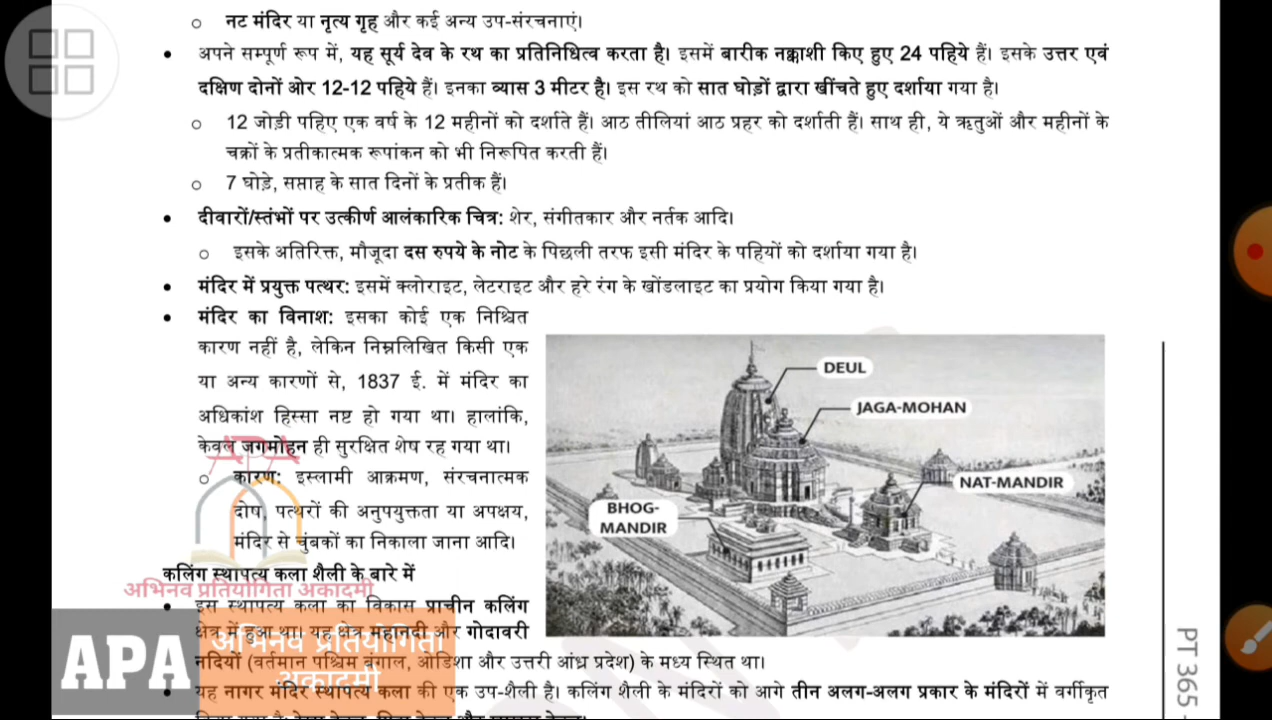 नट मंदिर या नृत्य गृह और कई अन्य उप-संरचनाएं।
अपने सम्पूर्ण रूप में, यह सूर्य देव के रथ का प्रतिनिधित्व करता है। इसमें बारीक नक्काशी किए हुए 24 पहिये हैं। इसके उत्तर एवं
दक्षिण दोनों ओर 12-12 पहिये हैं। इनका व्यास 3 मीटर है। इस रथ को सात घोड़ों द्वारा खींचते हुए दर्शाया गया है।
12 जोड़ी पहिए एक वर्ष के 12 महीनों को दर्शाते हैं। आठ तीलियां आठ प्रहर को दर्शाती हैं। साथ ही, ये ऋतुओं और महीनों के
चक्रों के प्रतीकात्मक रूपांकन को भी निरूपित करती हैं।
7 घोड़े, सप्ताह के सात दिनों के प्रतीक हैं।
दीवारों/स्तंभों पर उत्कीर्ण आलंकारिक चित्र: शेर, संगीतकार और नर्तक आदि।
इसके अतिरिक्त, मौजूदा दस रुपये के नोट के पिछली तरफ इसी मंदिर के पहियों को दर्शाया गया है।
मंदिर में प्रयुक्त पत्थर: इसमें क्लोराइट, लेटराइट और हरे रंग के खोंडलाइट का प्रयोग किया गया है।
मंदिर का विनाश: इसका कोई एक निश्चित
कारण नहीं है, लेकिन निम्नलिखित किसी एक
या अन्य कारणों से, 1837 ई. में मंदिर का
अधिकांश हिस्सा नष्ट हो गया था। हालांकि,
केवल जगमोहन ही सुरक्षित शेष रह गया था।
कारण: इस्लामी आक्रमण, संरचनात्मक
दोष, पत्थरों की अनुपयुक्तता या अपक्षय,
मंदिर से चुंबकों का निकाला जाना आदि।
DEUL
JAGA-MOHAN
NAT-MANDIR
BHOG-
MANDIR
कलिंग स्थापत्य कला शैली के बारे में
अभिनव प्रतियोगिता अकादमी
इस स्थापत्य कला का विकास प्राचीन कलिंग
क्षेत्र में हुआ था। यह क्षेत्र महानदी और गोदावरी
नदियों (वर्तमान पश्चिम बंगाल, ओडिशा और उत्तरी आंध्र प्रदेश) के मध्य स्थित था।
यह नागर मंदिर स्थापत्य कला की एक उप-शैली है। कलिंग शैली के मंदिरों को आगे तीन अलग-अलग प्रकार के मंदिरों में वर्गीकृत
APA
अभिनव प्रतियोगिता
अकादमी
PT 365